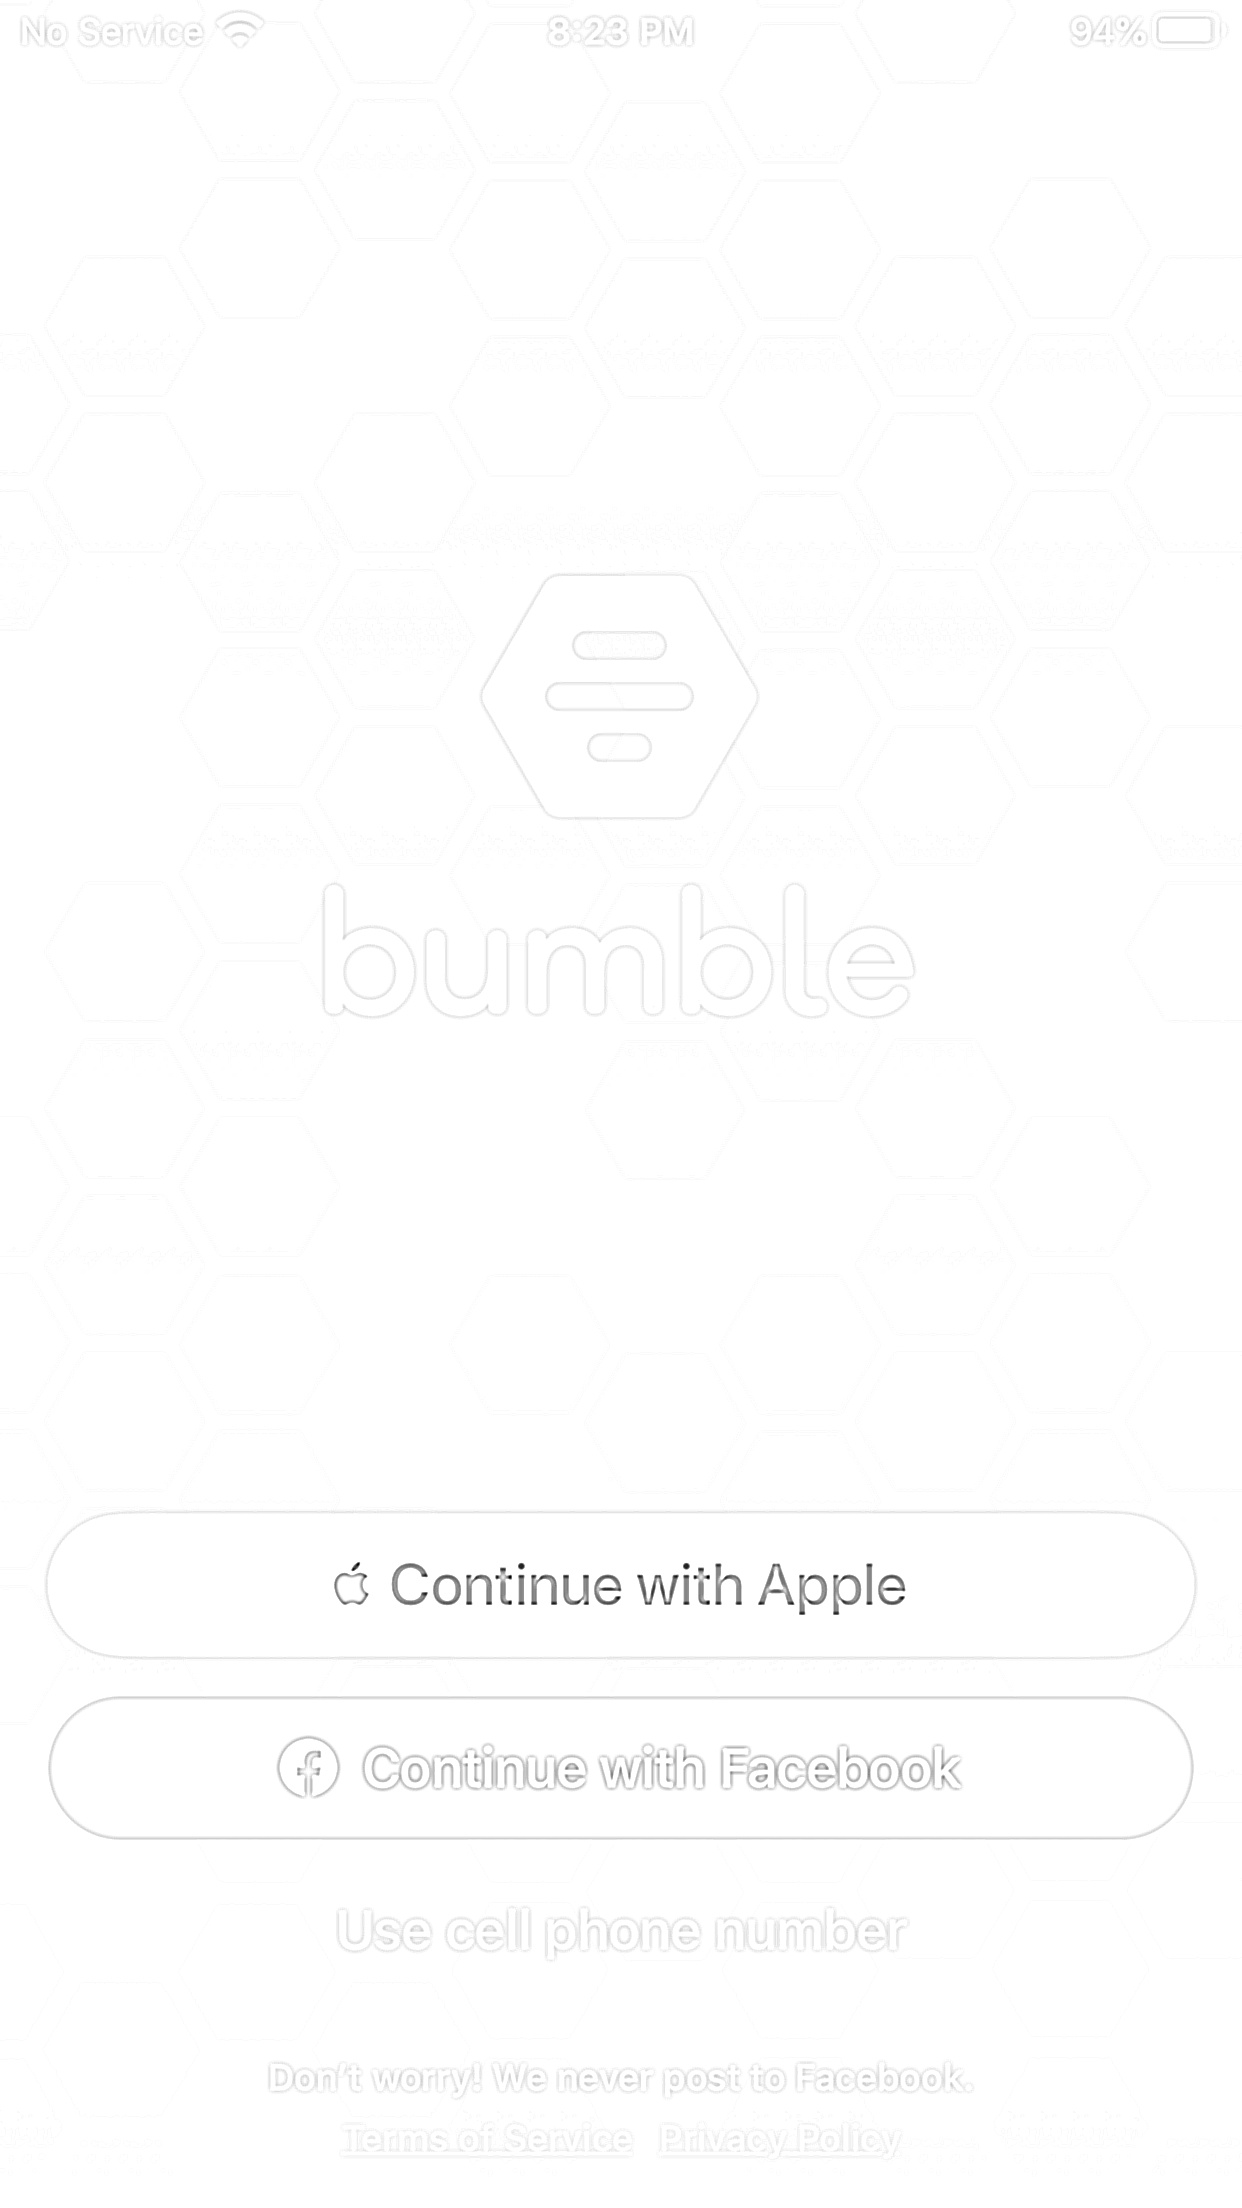 No Service 8:23 PM 94%
bumble
Continue with Apple
Continue with Facebook
Use cell phone number
Don't worry! We never post to Facebook.
Terms of Service Privacy Policy